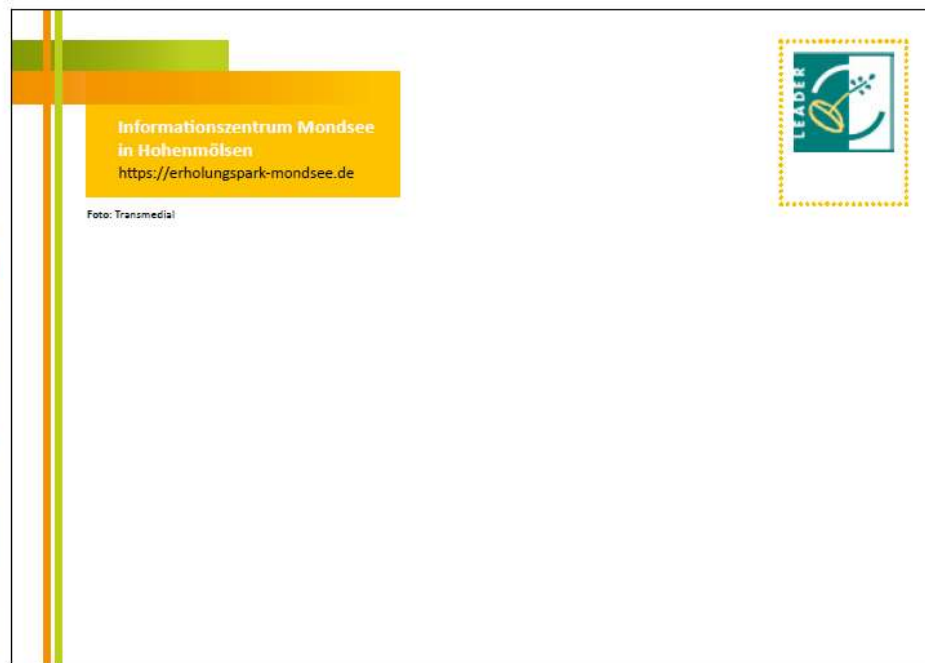 Informationszentrum Mondsee
in Hohenmölsen
https://erholungspark-mondsee.de
Foto: Transmedial
LEADER